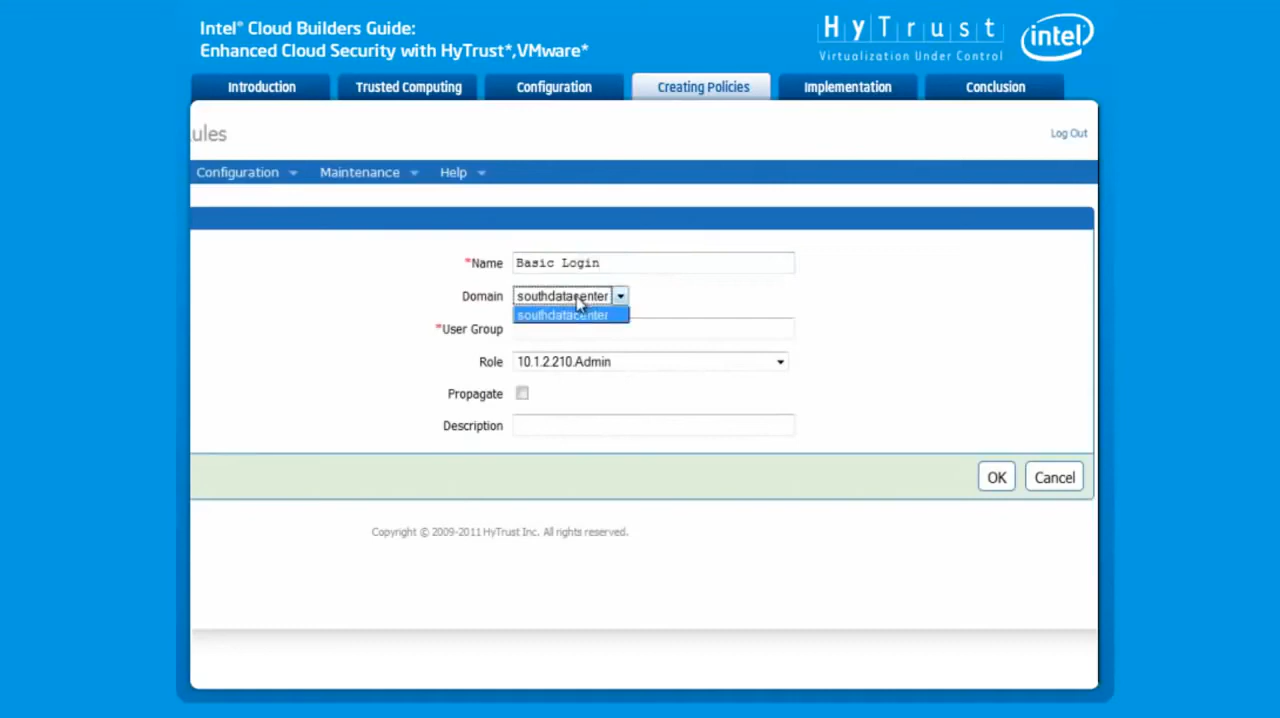 Intel® Cloud Builders Guide:
Enhanced Cloud Security with HyTrust*,VMware*
HyTrust
Virtualization Under Control
intel
Introduction
Trusted Computing
Configuration
Creating Policies
Implementation
Conclusion
ules
Log Out
Configuration
Maintenance
Help
*Name
Basic Login
Domain
southdatacenter
southdatacenter
*User Group
Role
10.1.2.210.Admin
Propagate
Description
OK
Cancel
Copyright © 2009-2011 HyTrust Inc. All rights reserved.